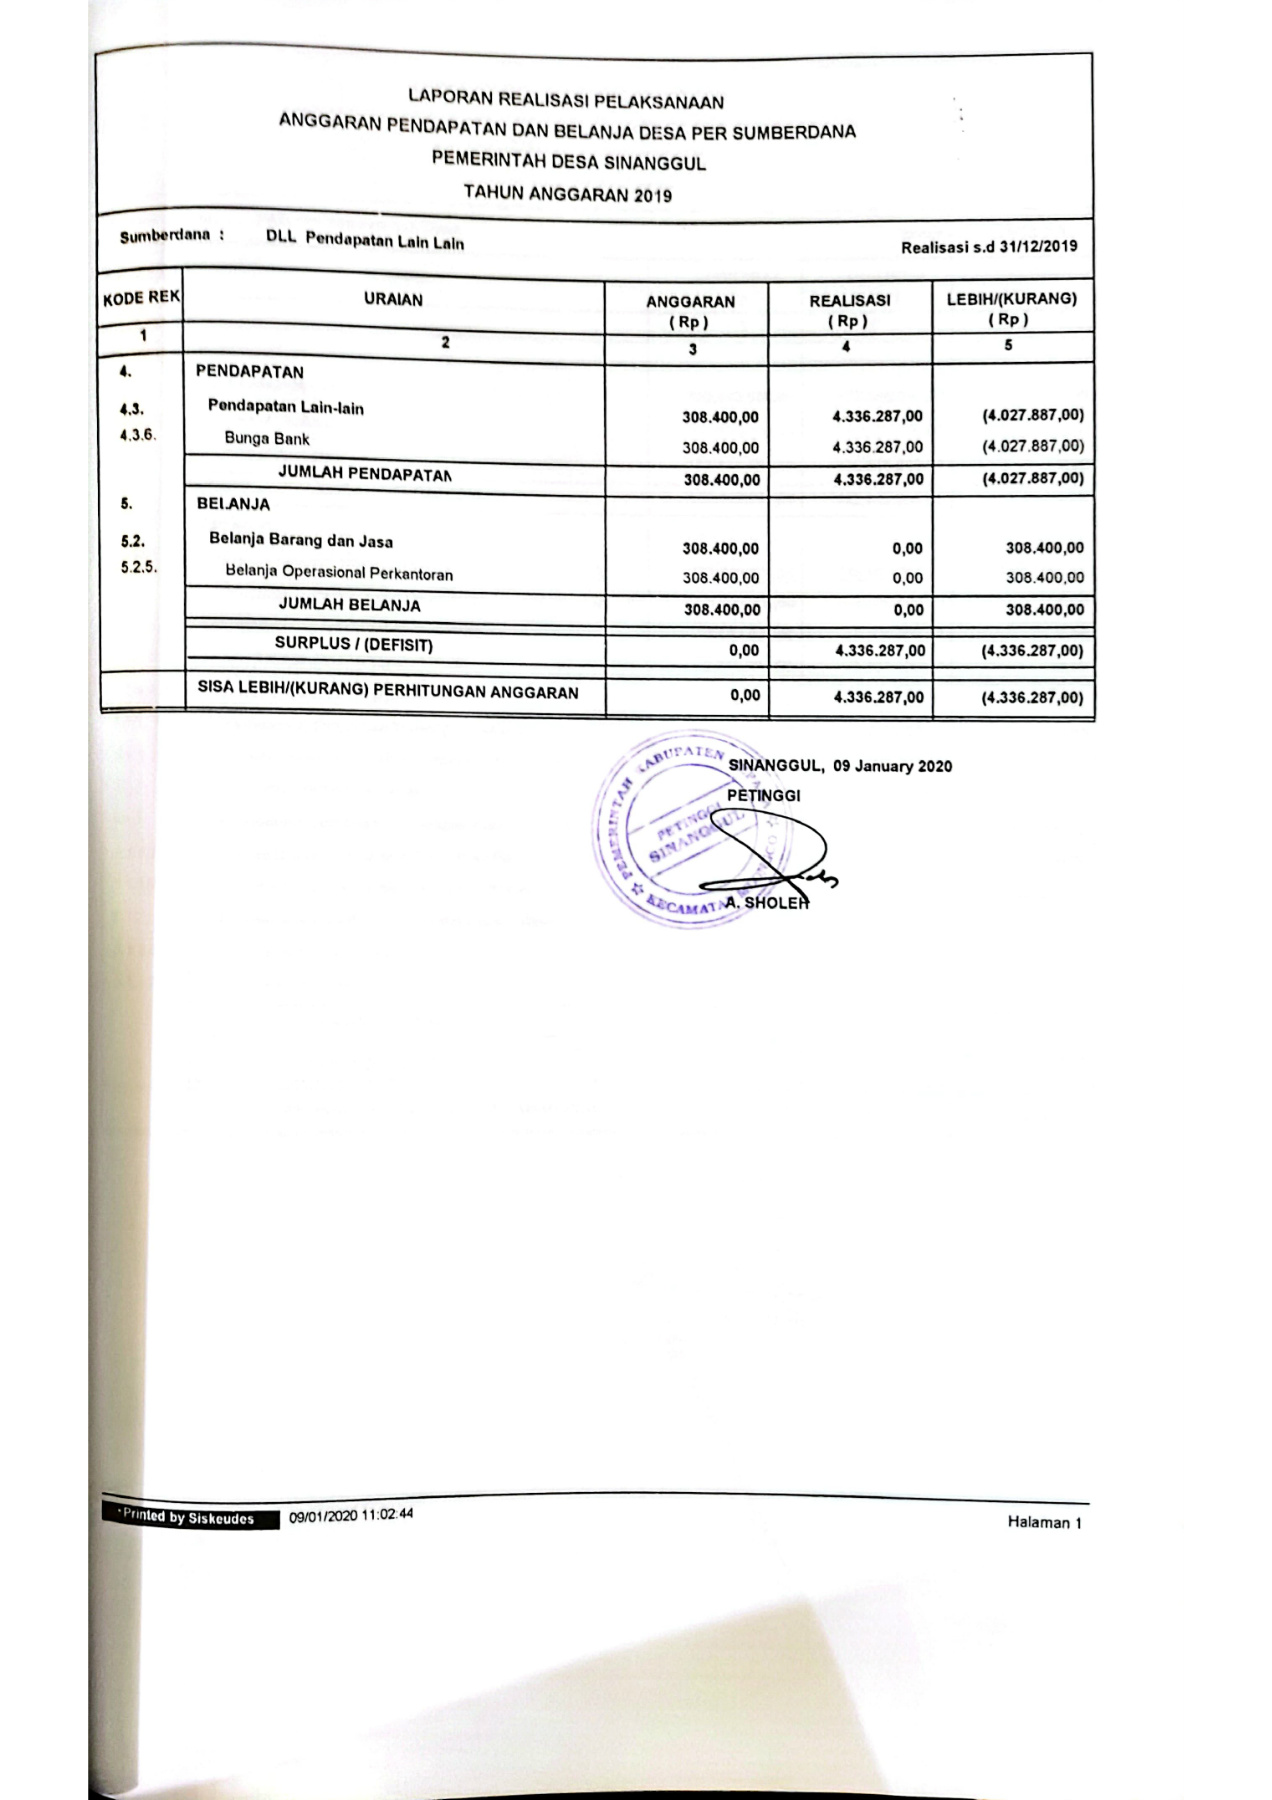 LAPORAN REALISASI PELAKSANAAN
ANGGARAN PENDAPATAN DAN BELANJA DESA PER SUMBERDANA
PEMERINTAH DESA SINANGGUL
TAHUN ANGGARAN 2019
Sumberdana : DLL Pendapatan Lain Lain Realisasi s.d 31/12/2019
KODE REK URAIAN ANGGARAN ( Rp ) REALISASI ( Rp ) LEBIH/(KURANG) ( Rp )
1 2 3 4 5
4. PENDAPATAN
4.3. Pendapatan Lain-lain 308.400,00 4.336.287,00 (4.027.887,00)
4.3.6. Bunga Bank 308.400,00 4.336.287,00 (4.027.887,00)
JUMLAH PENDAPATAN 308.400,00 4.336.287,00 (4.027.887,00)
5. BELANJA
5.2. Belanja Barang dan Jasa 308.400,00 0,00 308.400,00
5.2.5. Belanja Operasional Perkantoran 308.400,00 0,00 308.400,00
JUMLAH BELANJA 308.400,00 0,00 308.400,00
SURPLUS / (DEFISIT) 0,00 4.336.287,00 (4.336.287,00)
SISA LEBIH/(KURANG) PERHITUNGAN ANGGARAN 0,00 4.336.287,00 (4.336.287,00)
SINANGGUL, 09 January 2020
PETINGGI
PEMERINTAH KABUPATEN
PETINGGI
SINANGGUL
A. SHOLEH
Printed by Siskeudes 09/01/2020 11:02:44 Halaman 1